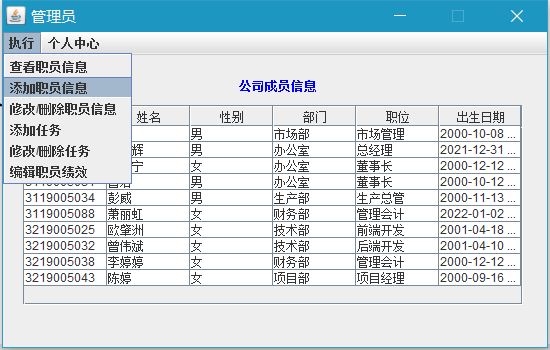 管理员
执行 个人中心
查看职员信息
添加职员信息
修改/删除职员信息
添加任务
修改/删除任务
编辑职员绩效
公司成员信息
姓名 性别 部门 职位 出生日期
男 市场部 市场管理 2000-10-08 ...
辉 男 办公室 总经理 2021-12-31 ...
宁 女 办公室 董事长 2000-12-12 ...
男 办公室 董事长 2000-10-12 ...
3119005034 彭威 男 生产部 生产总管 2000-11-13 ...
3119005088 萧丽虹 女 财务部 管理会计 2022-01-02 ...
3219005025 欧肇洲 女 技术部 前端开发 2001-04-18 ...
3219005032 曾伟斌 女 技术部 后端开发 2001-04-10 ...
3219005038 李婷婷 女 财务部 管理会计 2000-12-12 ...
3219005043 陈婷 女 项目部 项目经理 2000-09-16 ...